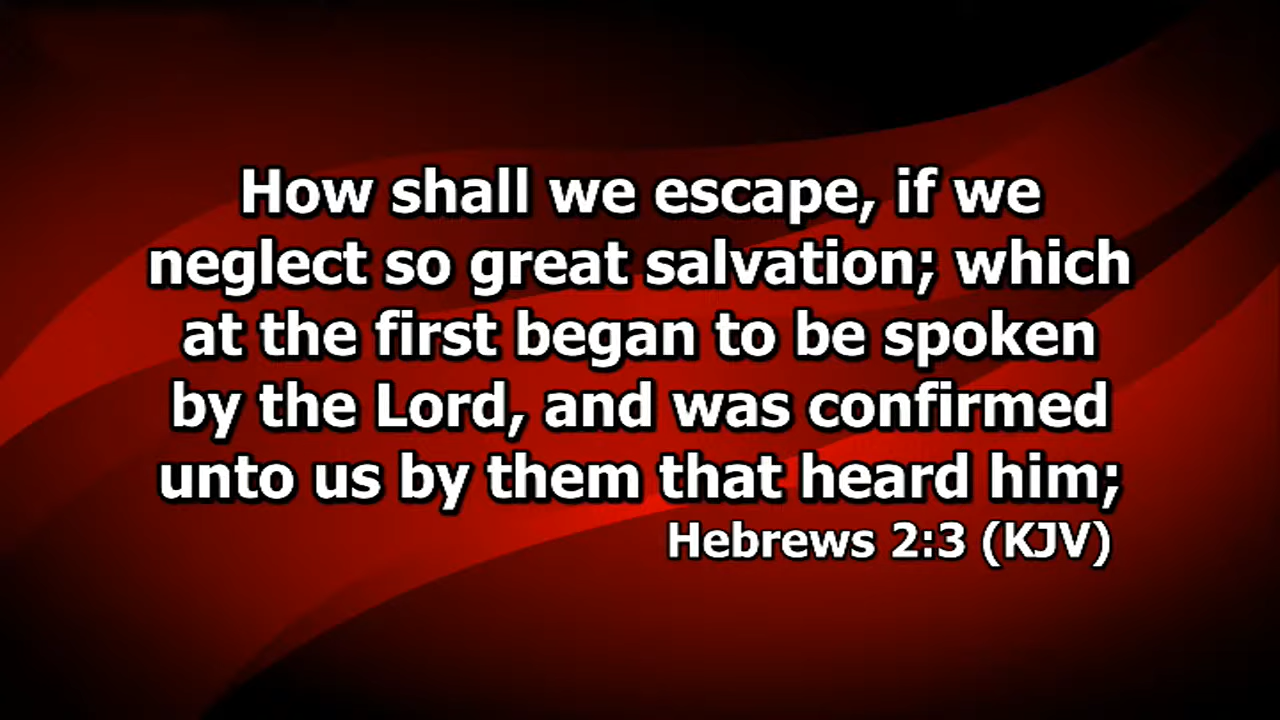 How shall we escape, if we
neglect so great salvation; which
at the first began to be spoken
by the Lord, and was confirmed
unto us by them that heard him;
Hebrews 2:3 (KJV)